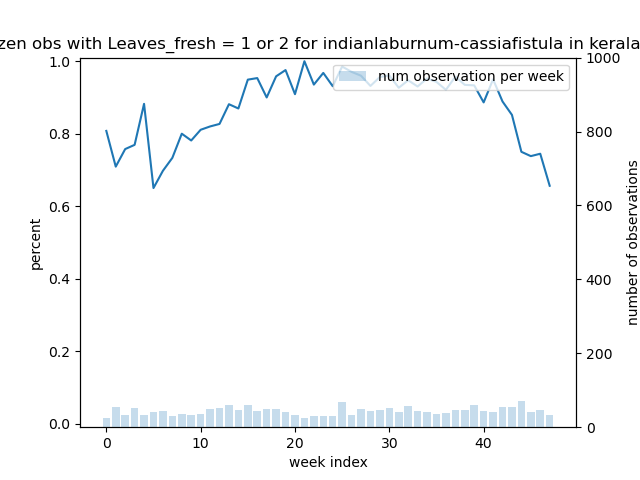 zen obs with Leaves_fresh = 1 or 2 for indianlaburnum-cassiafistula in kerala
num observation per week
1.0
0.8
0.6
0.4
0.2
0.0
percent
1000
800
600
400
200
0
number of observations
0 10 20 30 40
week index